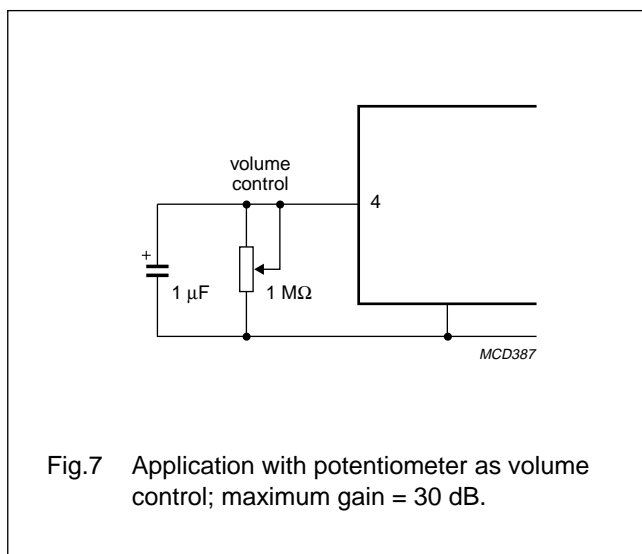 volume
control
4
+
1 μF
1 MΩ
MCD387
Fig.7 Application with potentiometer as volume
control; maximum gain = 30 dB.